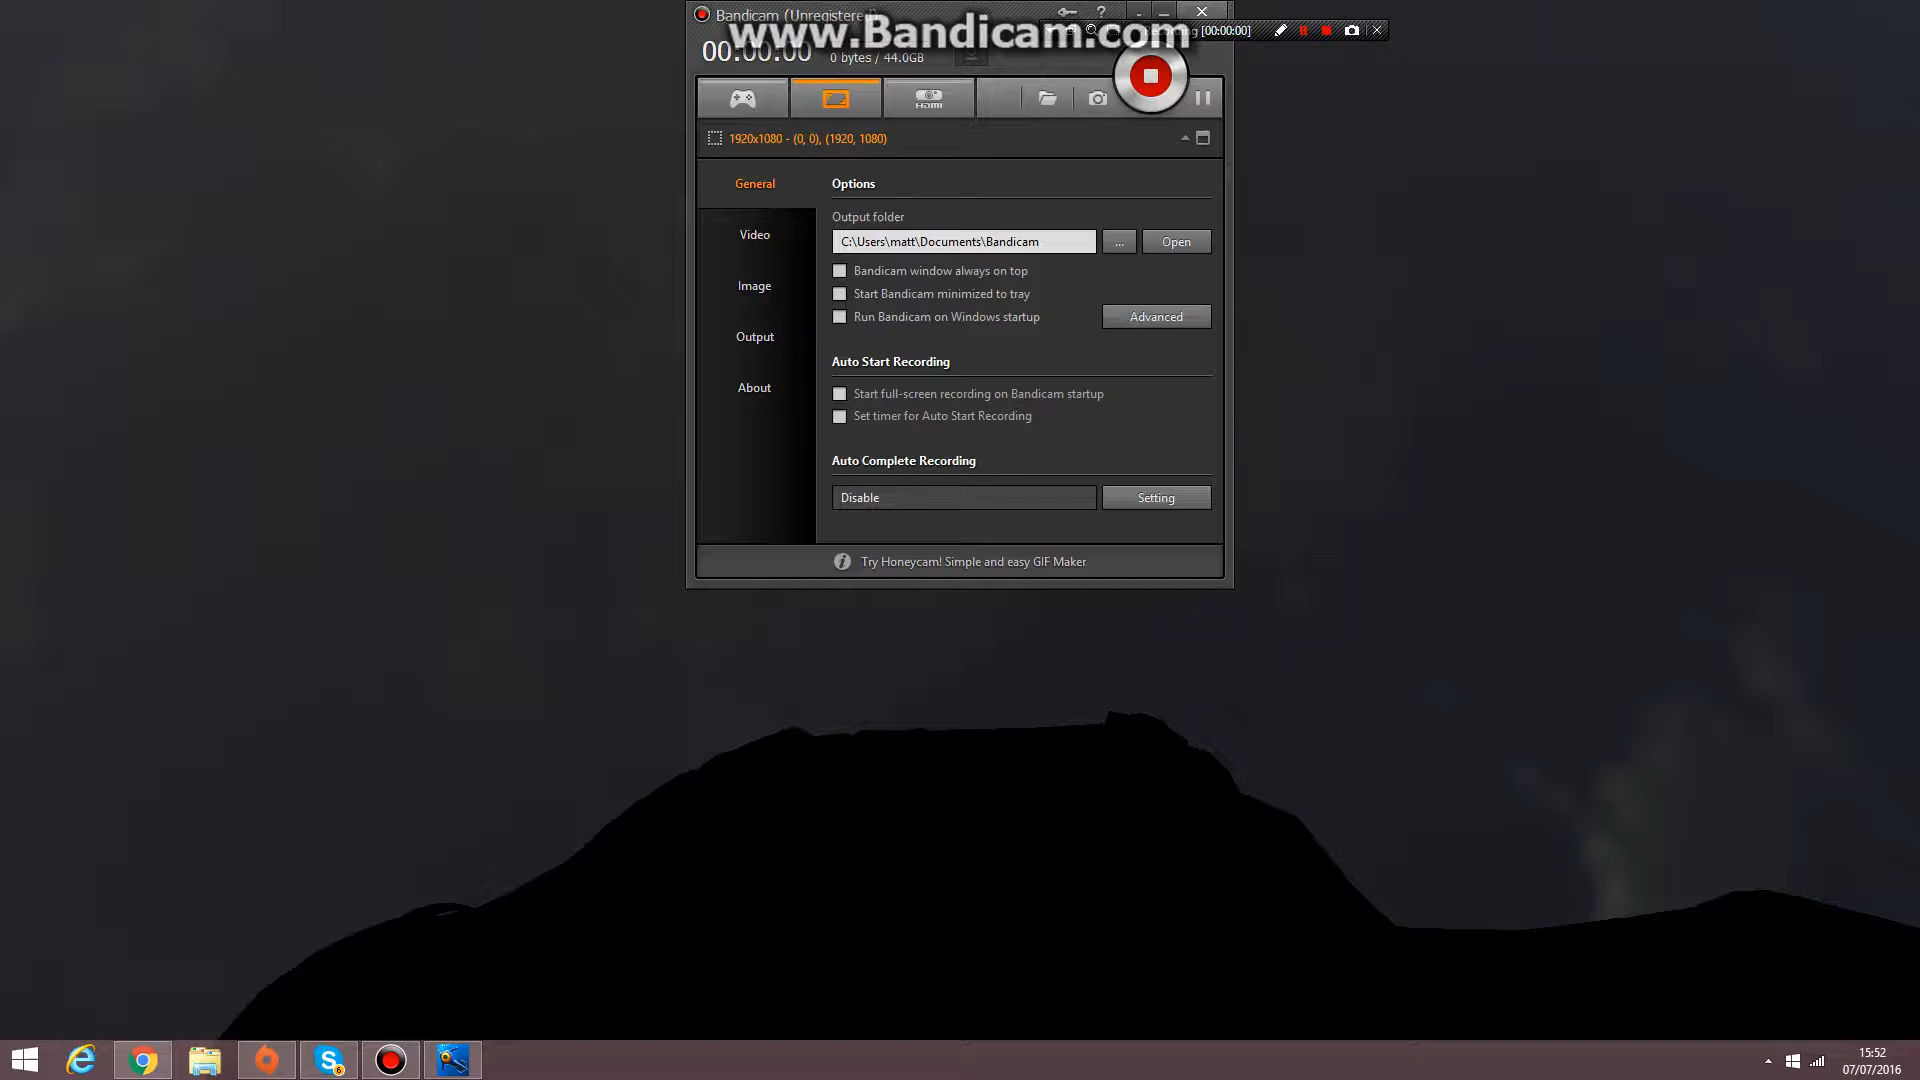 Bandicam (Unregistered)
www.Bandicam.com
Recording [00:00:00]
00:00:00
0 bytes / 44.0GB
HDMI
1920x1080 - (0, 0), (1920, 1080)
General
Video
Image
Output
About
Options
Output folder
C:\Users\matt\Documents\Bandicam
...
Open
Bandicam window always on top
Start Bandicam minimized to tray
Run Bandicam on Windows startup
Advanced
Auto Start Recording
Start full-screen recording on Bandicam startup
Set timer for Auto Start Recording
Auto Complete Recording
Disable
Setting
Try Honeycam! Simple and easy GIF Maker
6
15:52
07/07/2016